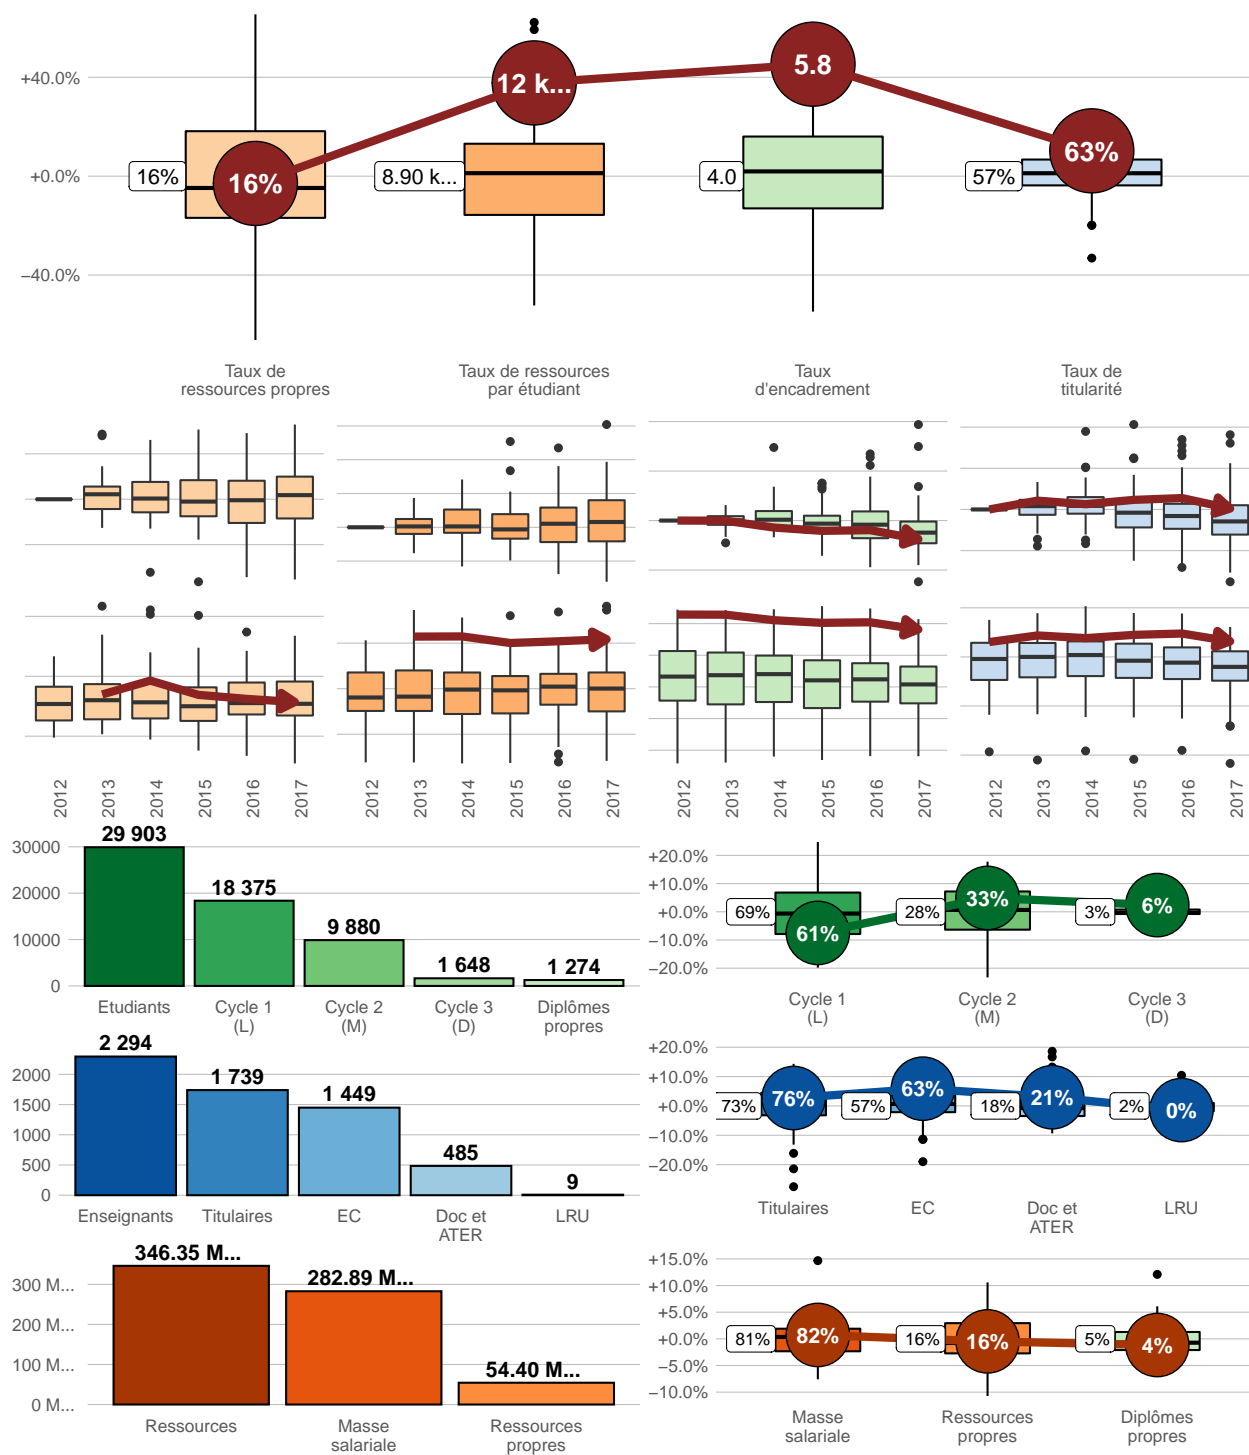 +40.0%
+0.0%
−40.0%
16%
16%
8.90 k...
12 k...
4.0
5.8
57%
63%
Taux de
ressources propres
Taux de ressources
par étudiant
Taux
d'encadrement
Taux de
titularité
2012
2013
2014
2015
2016
2017
2012
2013
2014
2015
2016
2017
2012
2013
2014
2015
2016
2017
2012
2013
2014
2015
2016
2017
30000
20000
10000
0
29 903
18 375
9 880
1 648
1 274
Etudiants
Cycle 1
(L)
Cycle 2
(M)
Cycle 3
(D)
Diplômes
propres
+20.0%
+10.0%
+0.0%
−10.0%
−20.0%
69%
61%
28%
33%
3%
6%
Cycle 1
(L)
Cycle 2
(M)
Cycle 3
(D)
2000
1500
1000
500
0
2 294
1 739
1 449
485
9
Enseignants
Titulaires
EC
Doc et
ATER
LRU
+20.0%
+10.0%
+0.0%
−10.0%
−20.0%
73%
76%
57%
63%
18%
21%
2%
0%
Titulaires
EC
Doc et
ATER
LRU
300 M...
200 M...
100 M...
0 M...
346.35 M...
282.89 M...
54.40 M...
Ressources
Masse
salariale
Ressources
propres
+15.0%
+10.0%
+5.0%
+0.0%
−5.0%
−10.0%
81%
82%
16%
16%
5%
4%
Masse
salariale
Ressources
propres
Diplômes
propres